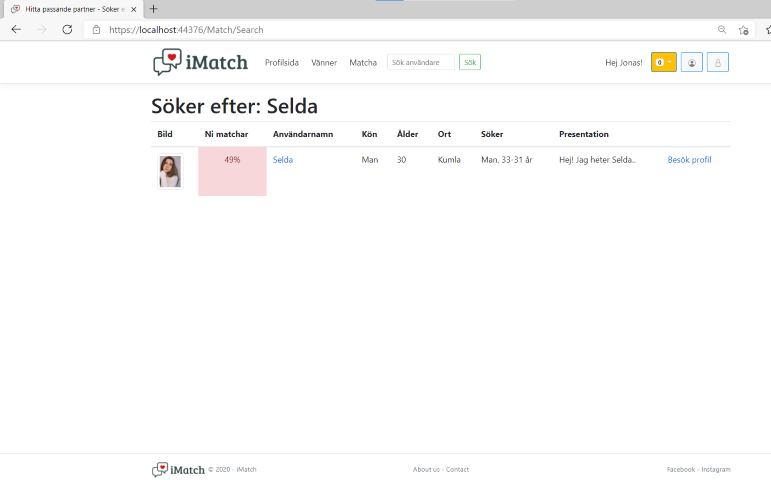 Hitta passande partner - Söker e
https://localhost:44376/Match/Search
iMatch Profilsida Vänner Matcha Sök användare Sök Hej Jonas! 0
Söker efter: Selda
Bild Ni matchar Användarnamn Kön Ålder Ort Söker Presentation
49% Selda Man 30 Kumla Man, 33-31 år Hej! Jag heter Selda.. Besök profil
iMatch © 2020 - iMatch About us - Contact Facebook - Instagram